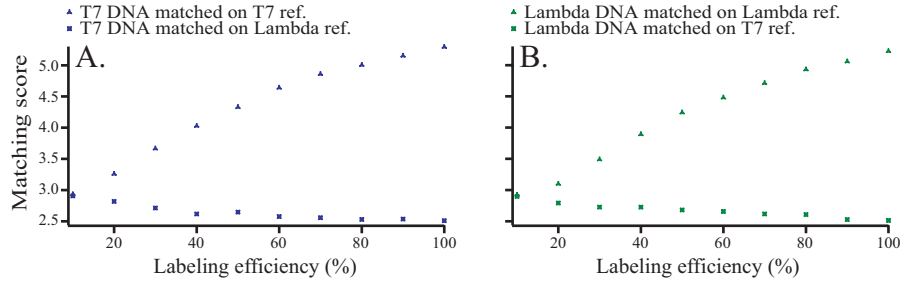 T7 DNA matched on T7 ref.
T7 DNA matched on Lambda ref.
A.
Matching score
5.0
4.5
4.0
3.5
3.0
2.5
20 40 60 80 100
Labeling efficiency (%)
Lambda DNA matched on Lambda ref.
Lambda DNA matched on T7 ref.
B.
20 40 60 80 100
Labeling efficiency (%)